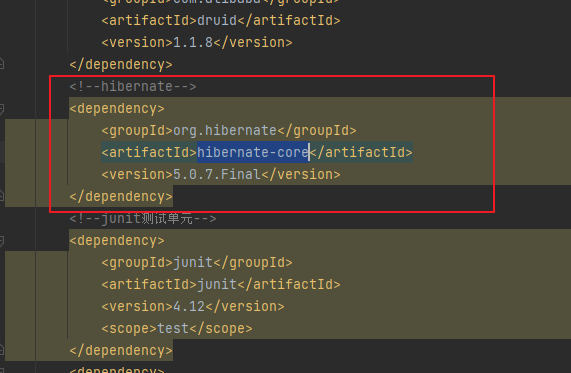 <groupId>com.alibaba</groupId>
<artifactId>druid</artifactId>
<version>1.1.8</version>
</dependency>
<!--hibernate-->
<dependency>
<groupId>org.hibernate</groupId>
<artifactId>hibernate-core</artifactId>
<version>5.0.7.Final</version>
</dependency>
<!--junit测试单元-->
<dependency>
<groupId>junit</groupId>
<artifactId>junit</artifactId>
<version>4.12</version>
<scope>test</scope>
</dependency>
<dependency>